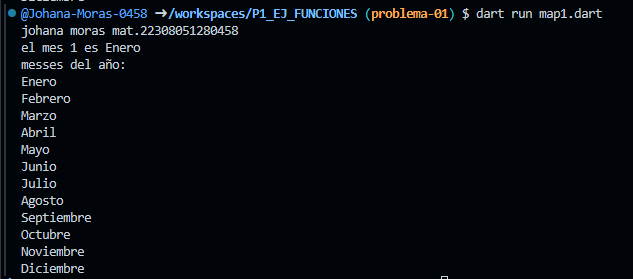 @Johana-Moras-0458 ➜/workspaces/P1_EJ_FUNCIONES (problema-01) $ dart run map1.dart
johana moras mat.22308051280458
el mes 1 es Enero
messes del año:
Enero
Febrero
Marzo
Abril
Mayo
Junio
Julio
Agosto
Septiembre
Octubre
Noviembre
Diciembre